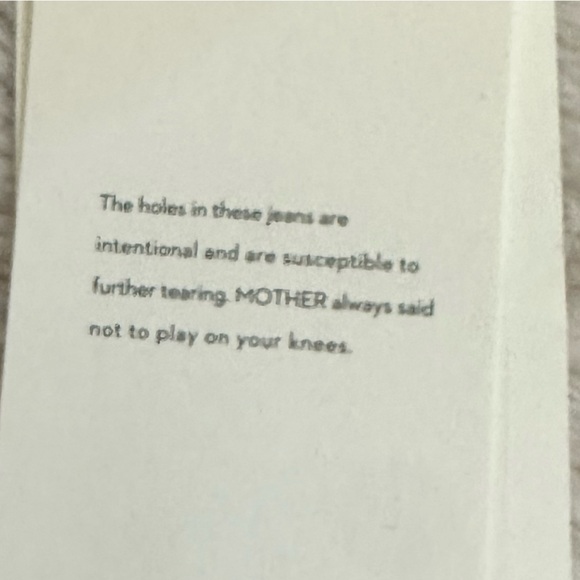 The holes in these jeans are
intentional and are susceptible to
further tearing. MOTHER always said
not to play on your knees.